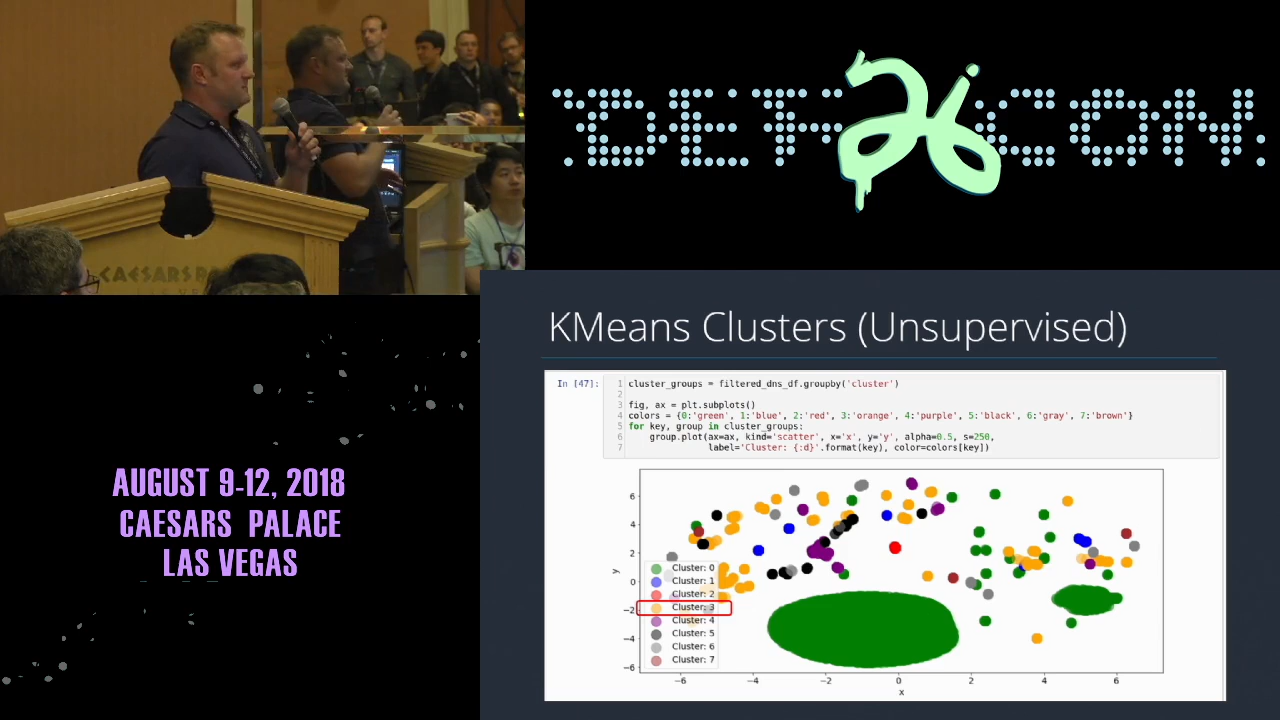 DEF 26 CON
CAESARS PA
AUGUST 9-12, 2018
CAESARS PALACE
LAS VEGAS
KMeans Clusters (Unsupervised)
In [47]:
1 cluster_groups = filtered_dns_df.groupby('cluster')
2
3 fig, ax = plt.subplots()
4 colors = {0:'green', 1:'blue', 2:'red', 3:'orange', 4:'purple', 5:'black', 6:'gray', 7:'brown'}
5 for key, group in cluster_groups:
6     group.plot(ax=ax, kind='scatter', x='x', y='y', alpha=0.5, s=250,
7                label='Cluster: {:d}'.format(key), color=colors[key])
6
4
2
0
−2
−4
−6
y
Cluster: 0
Cluster: 1
Cluster: 2
Cluster: 3
Cluster: 4
Cluster: 5
Cluster: 6
Cluster: 7
−6 −4 −2 0 2 4 6
x